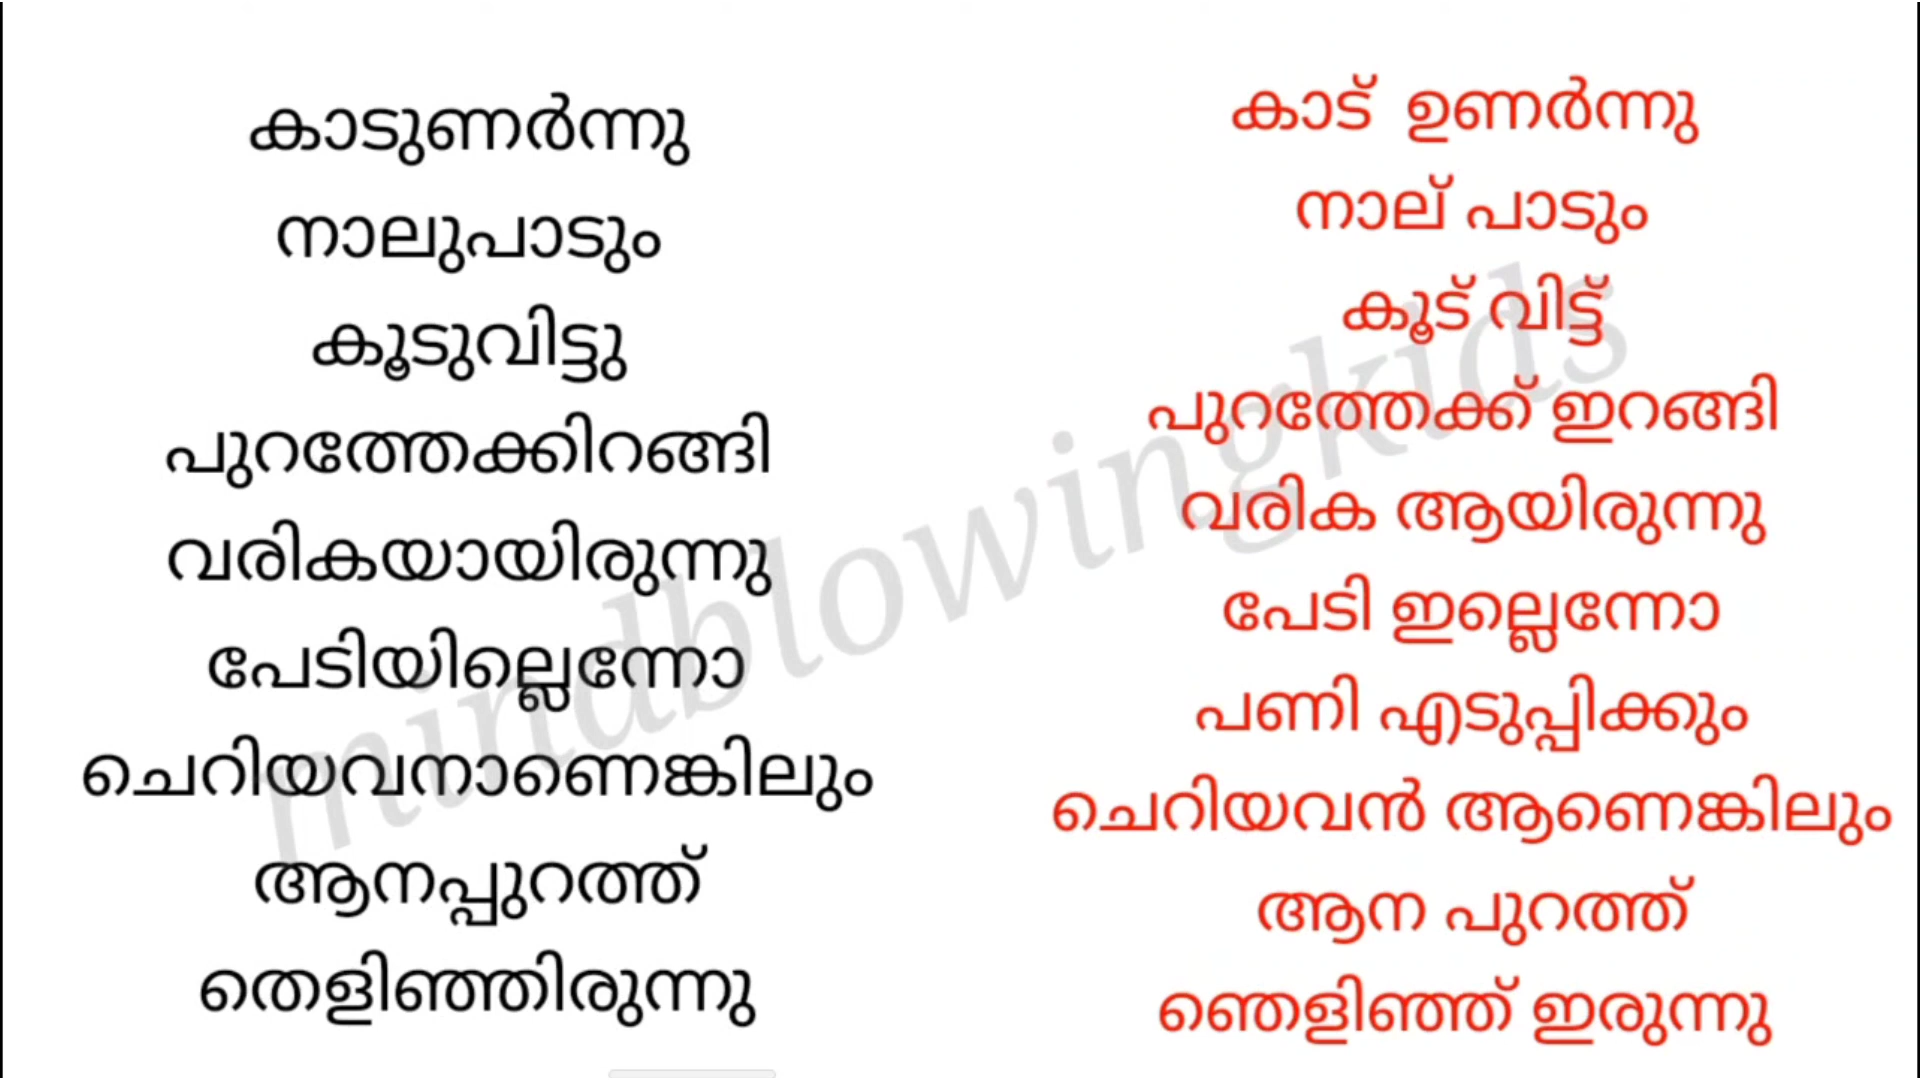 കാടുണർന്നു
നാലുപാടും
കൂടുവിട്ടു
പുറത്തേക്കിറങ്ങി
വരികയായിരുന്നു
പേടിയില്ലെന്നോ
ചെറിയവനാണെങ്കിലും
ആനപ്പുറത്ത്
തെളിഞ്ഞിരുന്നു
കാട് ഉണർന്നു
നാല് പാടും
കൂട് വിട്ട്
പുറത്തേക്ക് ഇറങ്ങി
വരിക ആയിരുന്നു
പേടി ഇല്ലെന്നോ
പണി എടുപ്പിക്കും
ചെറിയവൻ ആണെങ്കിലും
ആന പുറത്ത്
ഞെളിഞ്ഞ് ഇരുന്നു
mindblowingkids